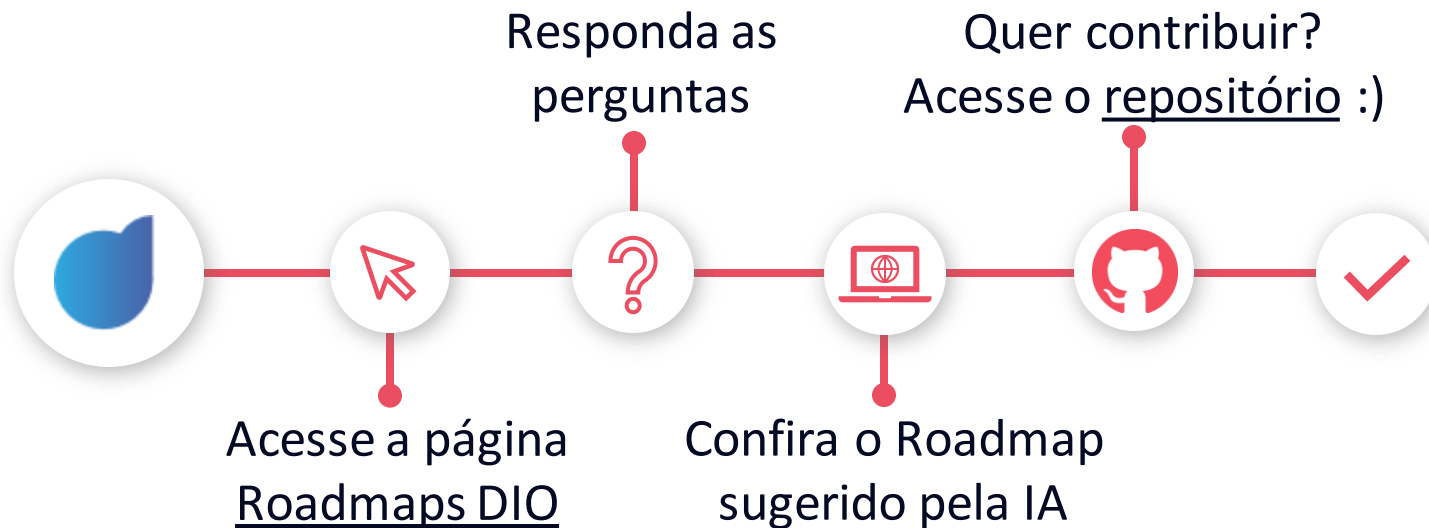 Responda as
perguntas
Quer contribuir?
Acesse o repositório :)
Acesse a página
Roadmaps DIO
Confira o Roadmap
sugerido pela IA